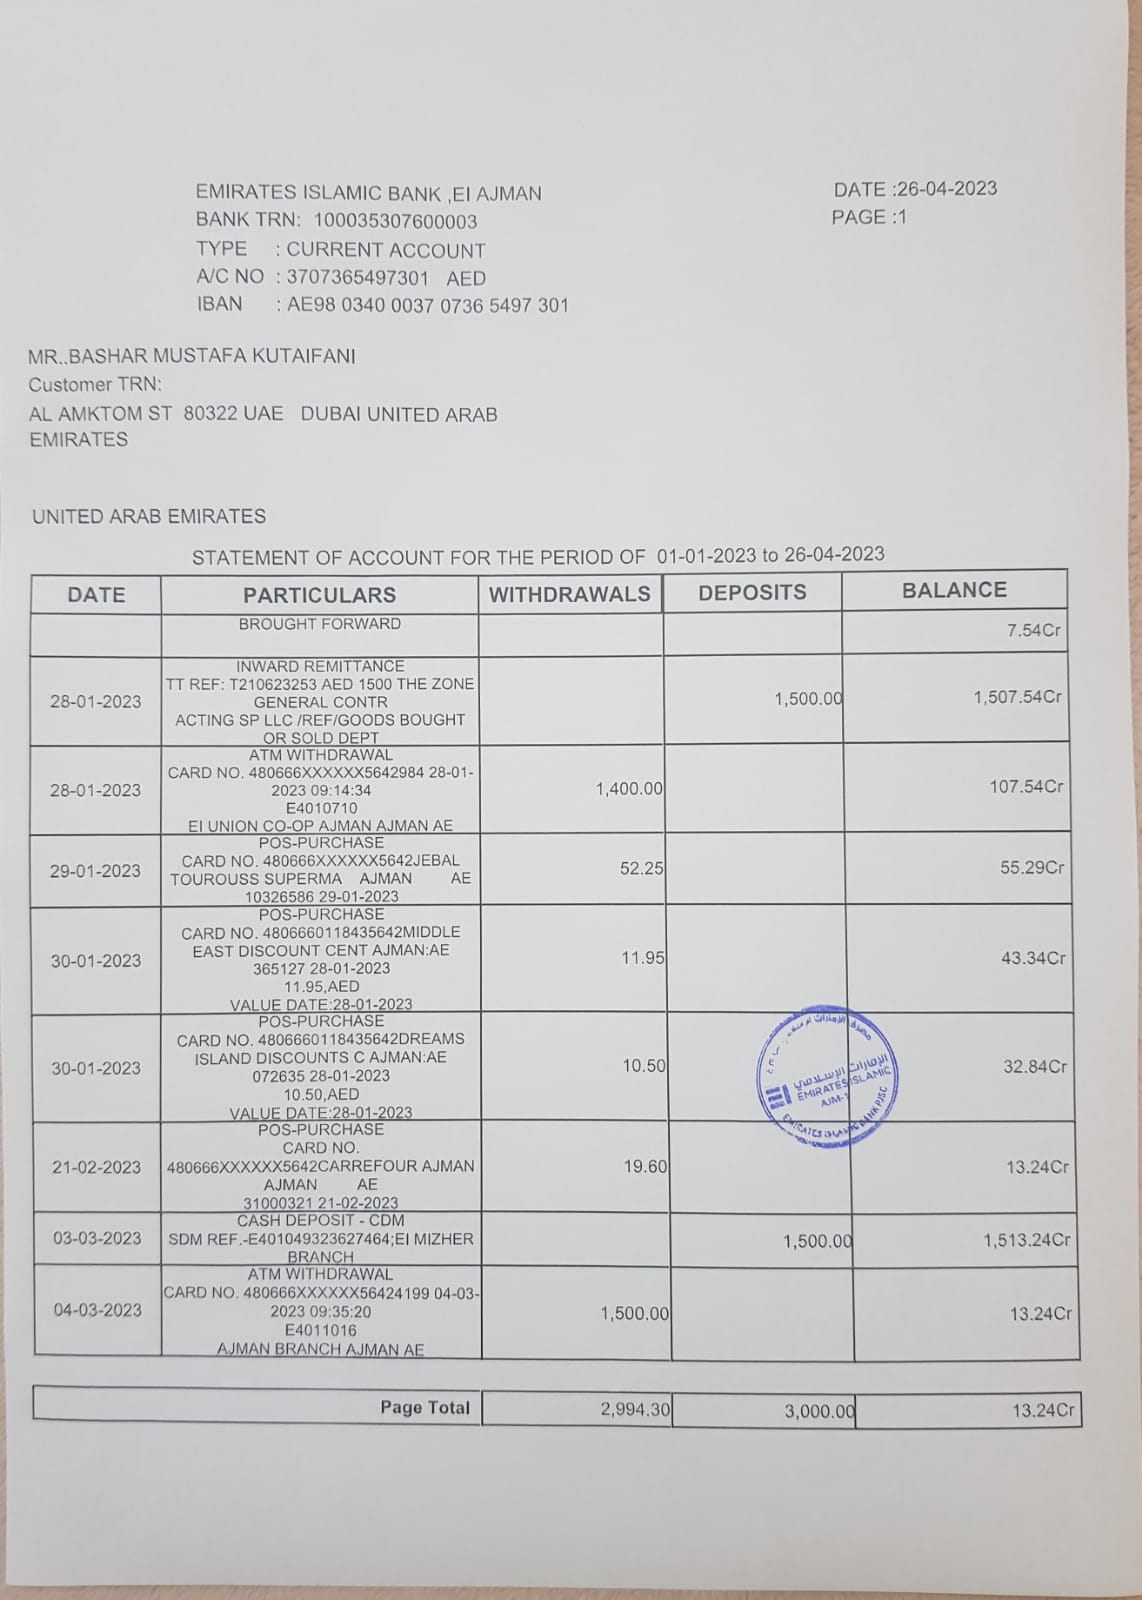 EMIRATES ISLAMIC BANK ,EI AJMAN
BANK TRN: 100035307600003
TYPE : CURRENT ACCOUNT
A/C NO : 3707365497301 AED
IBAN : AE98 0340 0037 0736 5497 301
DATE :26-04-2023
PAGE :1
MR..BASHAR MUSTAFA KUTAIFANI
Customer TRN:
AL AMKTOM ST 80322 UAE DUBAI UNITED ARAB
EMIRATES
UNITED ARAB EMIRATES
STATEMENT OF ACCOUNT FOR THE PERIOD OF 01-01-2023 to 26-04-2023
DATE PARTICULARS WITHDRAWALS DEPOSITS BALANCE
BROUGHT FORWARD 7.54Cr
INWARD REMITTANCE
TT REF: T210623253 AED 1500 THE ZONE
28-01-2023 GENERAL CONTR 1,500.00 1,507.54Cr
ACTING SP LLC /REF/GOODS BOUGHT
OR SOLD DEPT
ATM WITHDRAWAL
CARD NO. 480666XXXXXX5642984 28-01-
28-01-2023 2023 09:14:34 1,400.00 107.54Cr
E4010710
EI UNION CO-OP AJMAN AJMAN AE
POS-PURCHASE
CARD NO. 480666XXXXXX5642JEBAL
29-01-2023 TOUROUSS SUPERMA AJMAN AE 52.25 55.29Cr
10326586 29-01-2023
POS-PURCHASE
CARD NO. 4806660118435642MIDDLE
EAST DISCOUNT CENT AJMAN:AE
30-01-2023 365127 28-01-2023 11.95 43.34Cr
11.95,AED
VALUE DATE:28-01-2023
POS-PURCHASE
CARD NO. 4806660118435642DREAMS
ISLAND DISCOUNTS C AJMAN:AE
30-01-2023 072635 28-01-2023 10.50 32.84Cr
10.50,AED
VALUE DATE:28-01-2023
الإمارات الإسلامي
EMIRATES ISLAMIC
AJM-1
EMIRATES ISLAMIC BANK PJSC
POS-PURCHASE
CARD NO.
21-02-2023 480666XXXXXX5642CARREFOUR AJMAN 19.60 13.24Cr
AJMAN AE
31000321 21-02-2023
CASH DEPOSIT - CDM
03-03-2023 SDM REF.-E401049323627464;EI MIZHER 1,500.00 1,513.24Cr
BRANCH
ATM WITHDRAWAL
CARD NO. 480666XXXXXX56424199 04-03-
04-03-2023 2023 09:35:20 1,500.00 13.24Cr
E4011016
AJMAN BRANCH AJMAN AE
Page Total 2,994.30 3,000.00 13.24Cr